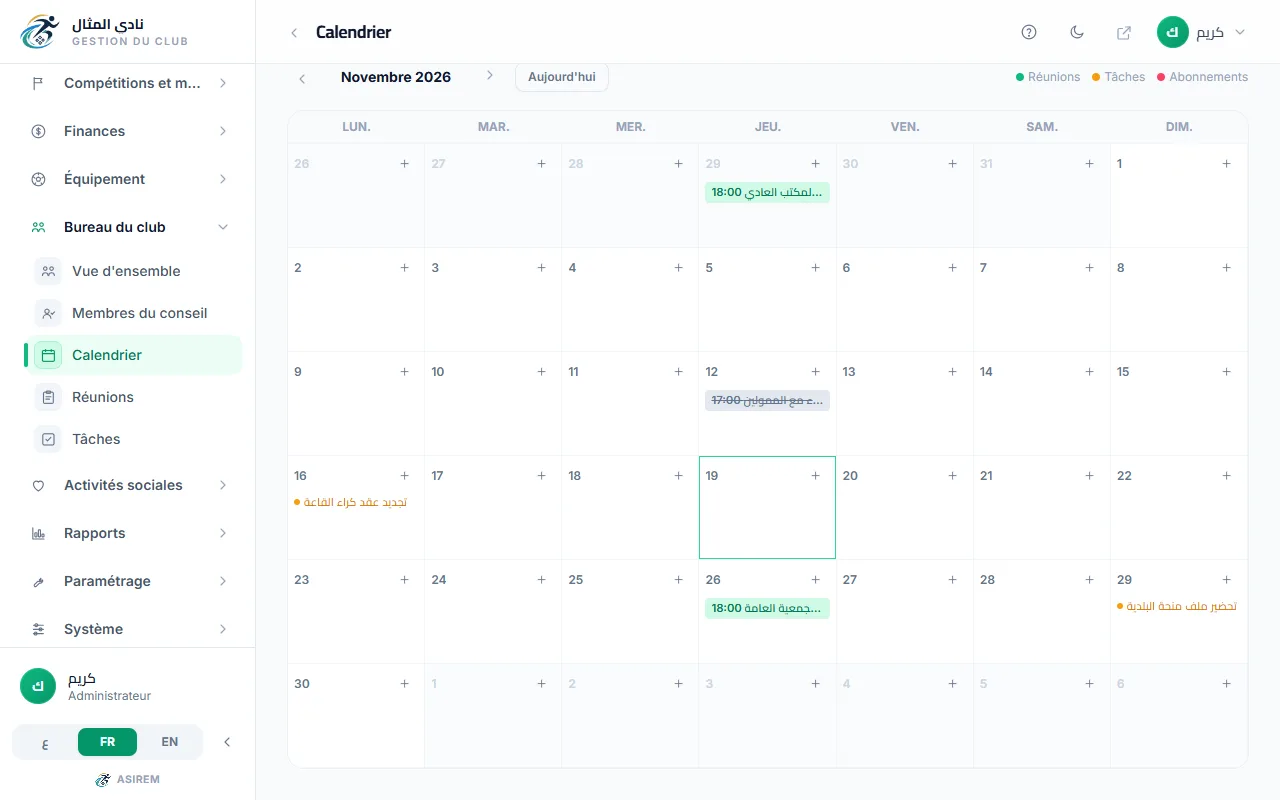 نادي المثال
GESTION DU CLUB
Compétitions et m...
Finances
Équipement
Bureau du club
Vue d'ensemble
Membres du conseil
Calendrier
Réunions
Tâches
Activités sociales
Rapports
Paramétrage
Système
كريم
Administrateur
ع FR EN
ASIREM
Calendrier
ك كريم
Novembre 2026 Aujourd'hui
Réunions Tâches Abonnements
LUN. MAR. MER. JEU. VEN. SAM. DIM.
26 + 27 + 28 + 29 + 30 + 31 + 1 +
18:00 لمكتب العادي...
2 + 3 + 4 + 5 + 6 + 7 + 8 +
9 + 10 + 11 + 12 + 13 + 14 + 15 +
17:00 ء مع الممولين...
16 + 17 + 18 + 19 + 20 + 21 + 22 +
تجديد عقد كراء القاعة
23 + 24 + 25 + 26 + 27 + 28 + 29 +
18:00 جمعية العامة...
تحضير ملف منحة البلدية
30 + 1 + 2 + 3 + 4 + 5 + 6 +